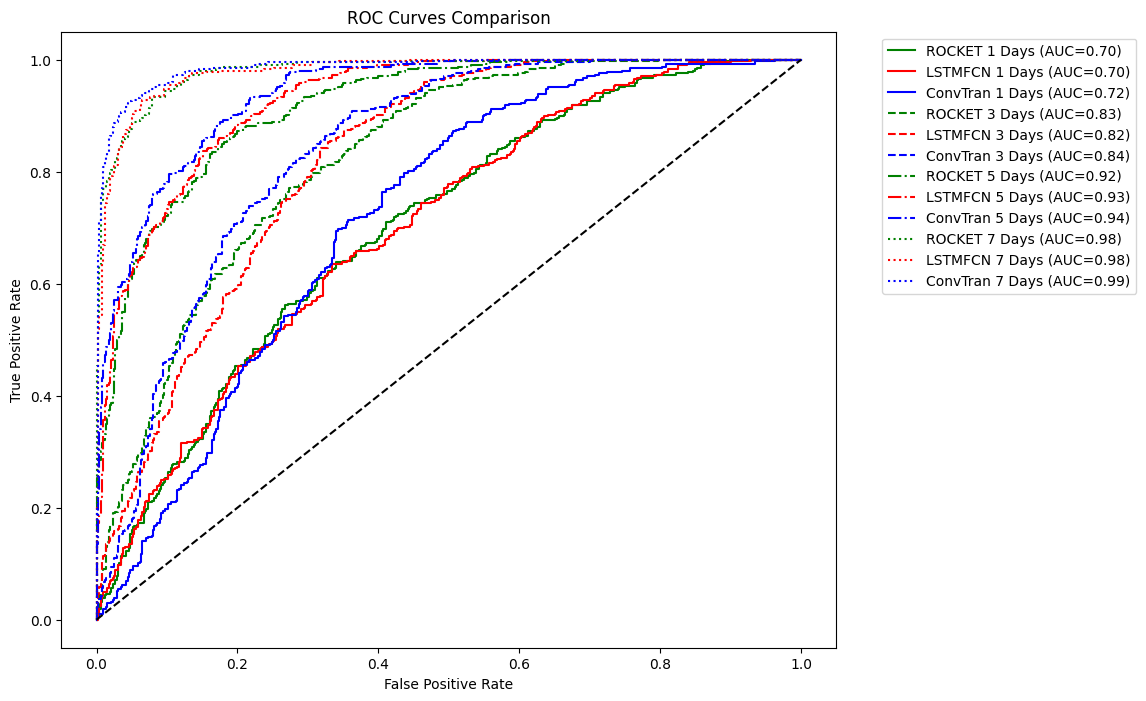 ROC Curves Comparison
True Positive Rate
1.0
0.8
0.6
0.4
0.2
0.0
0.0 0.2 0.4 0.6 0.8 1.0
False Positive Rate
ROCKET 1 Days (AUC=0.70)
LSTMFCN 1 Days (AUC=0.70)
ConvTran 1 Days (AUC=0.72)
ROCKET 3 Days (AUC=0.83)
LSTMFCN 3 Days (AUC=0.82)
ConvTran 3 Days (AUC=0.84)
ROCKET 5 Days (AUC=0.92)
LSTMFCN 5 Days (AUC=0.93)
ConvTran 5 Days (AUC=0.94)
ROCKET 7 Days (AUC=0.98)
LSTMFCN 7 Days (AUC=0.98)
ConvTran 7 Days (AUC=0.99)